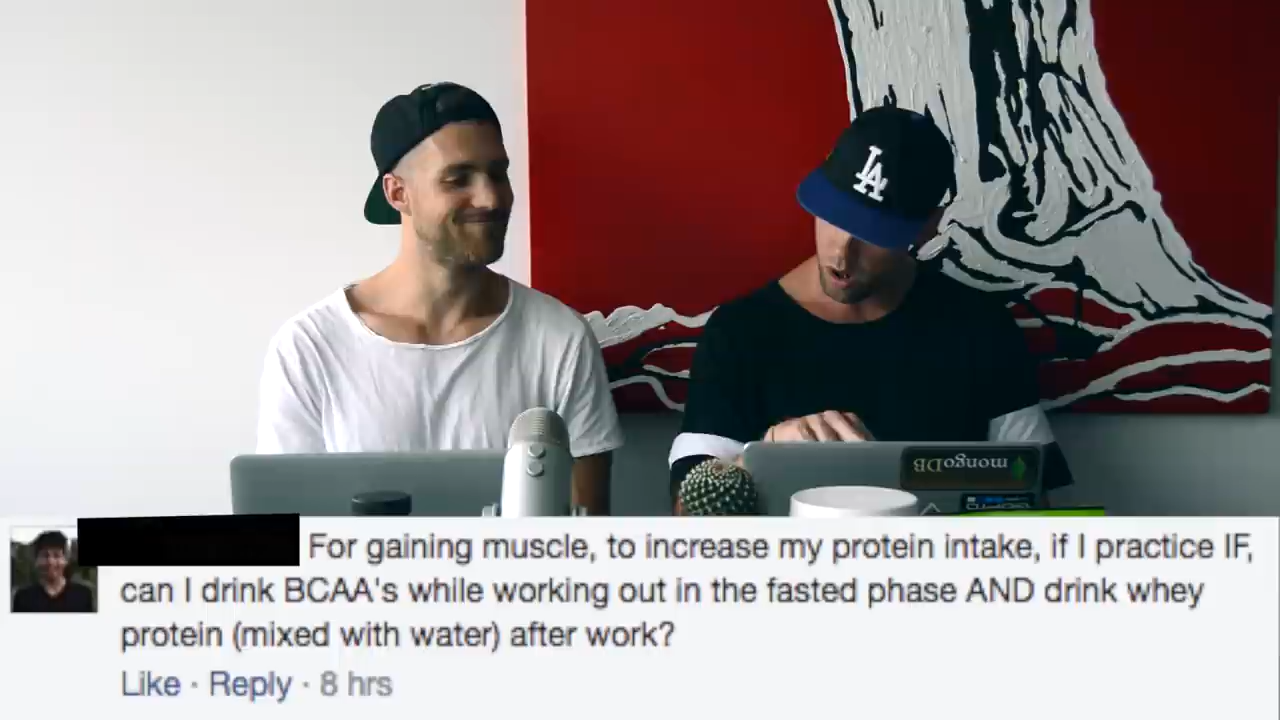 LA
mongoDB
For gaining muscle, to increase my protein intake, if I practice IF,
can I drink BCAA's while working out in the fasted phase AND drink whey
protein (mixed with water) after work?
Like · Reply · 8 hrs